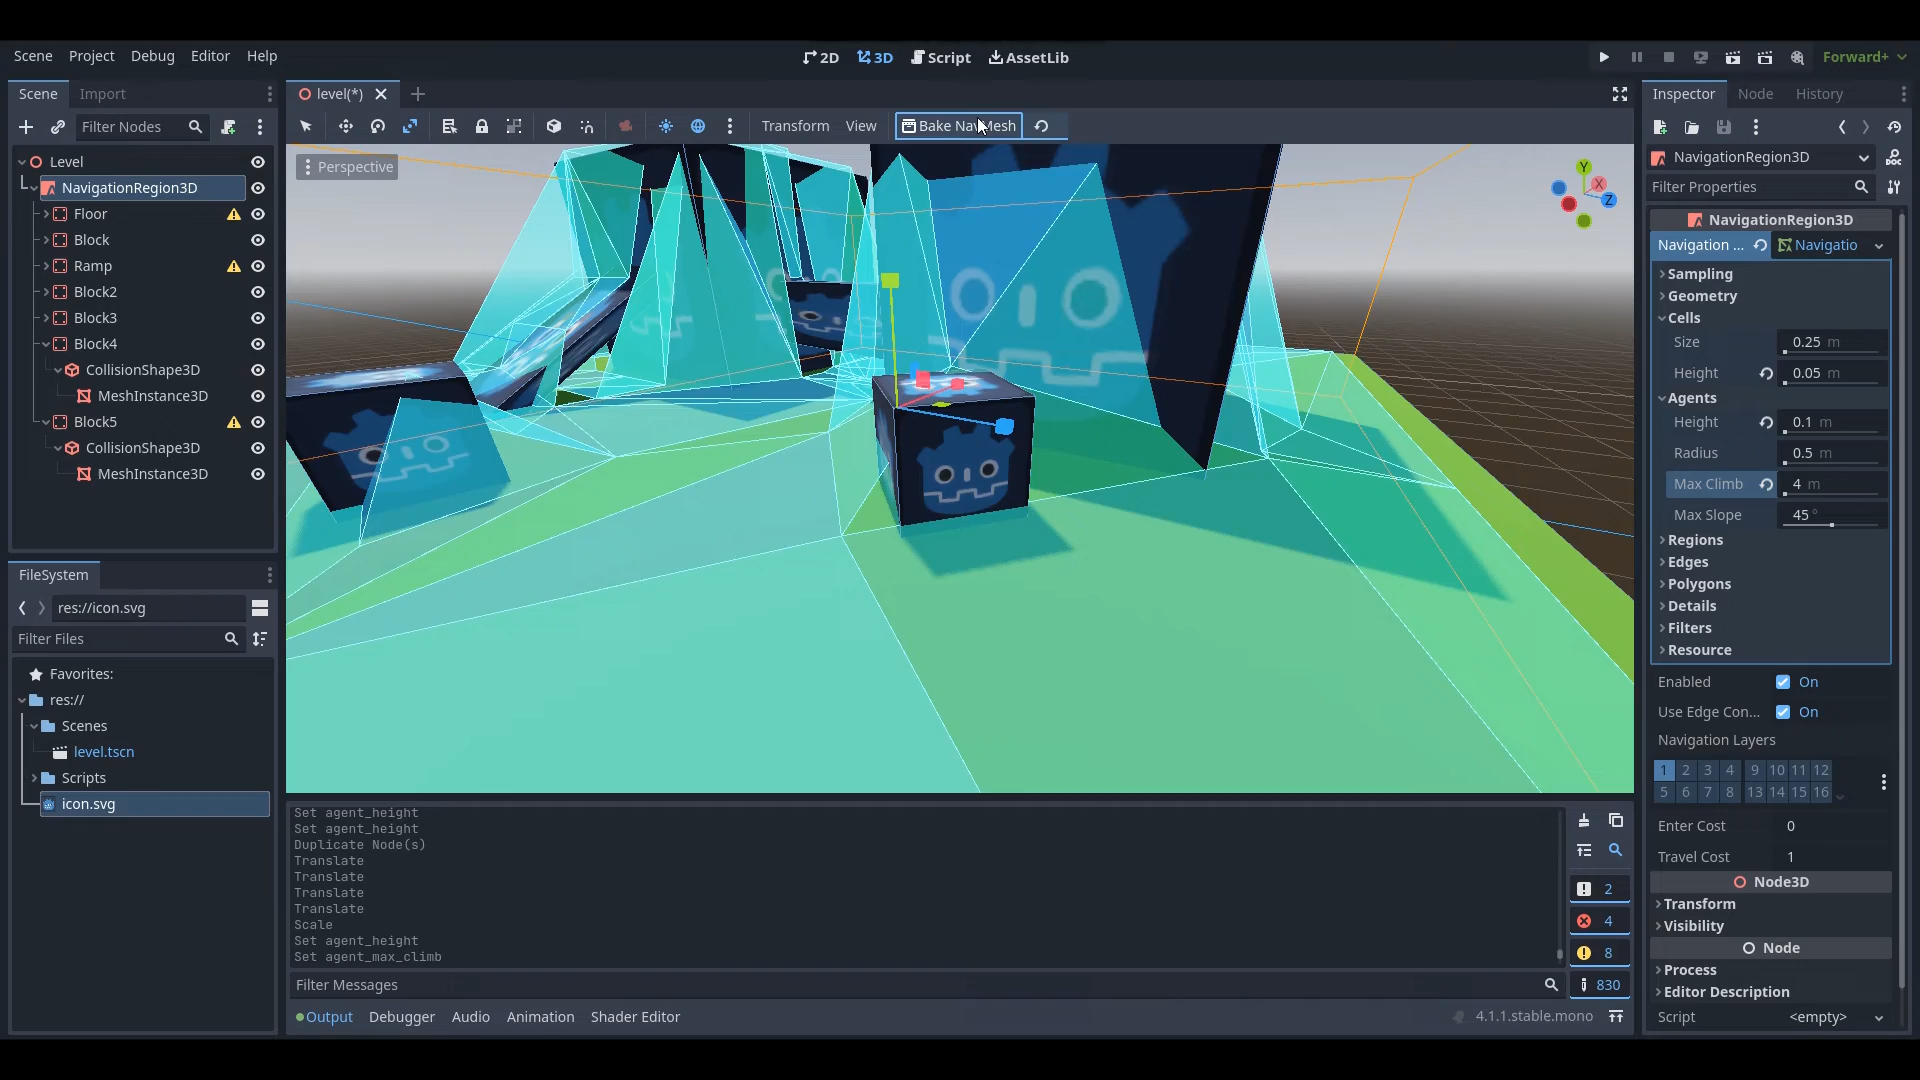 Scene Project Debug Editor Help
2D 3D Script AssetLib
Forward+
Scene Import
Filter Nodes
Level
NavigationRegion3D
Floor
Block
Ramp
Block2
Block3
Block4
CollisionShape3D
MeshInstance3D
Block5
CollisionShape3D
MeshInstance3D
FileSystem
res://icon.svg
Filter Files
Favorites:
res://
Scenes
level.tscn
Scripts
icon.svg
level(*)
Transform View Bake NavMesh
Perspective
Y
X
Z
Set agent_height
Set agent_height
Duplicate Node(s)
Translate
Translate
Translate
Translate
Scale
Set agent_height
Set agent_max_climb
2
4
8
830
Filter Messages
Output Debugger Audio Animation Shader Editor
4.1.1.stable.mono
Inspector Node History
NavigationRegion3D
Filter Properties
NavigationRegion3D
Navigation ... Navigatio
Sampling
Geometry
Cells
Size 0.25 m
Height 0.05 m
Agents
Height 0.1 m
Radius 0.5 m
Max Climb 4 m
Max Slope 45 °
Regions
Edges
Polygons
Details
Filters
Resource
Enabled On
Use Edge Con... On
Navigation Layers
1 2 3 4 9 10 11 12
5 6 7 8 13 14 15 16
Enter Cost 0
Travel Cost 1
Node3D
Transform
Visibility
Node
Process
Editor Description
Script <empty>